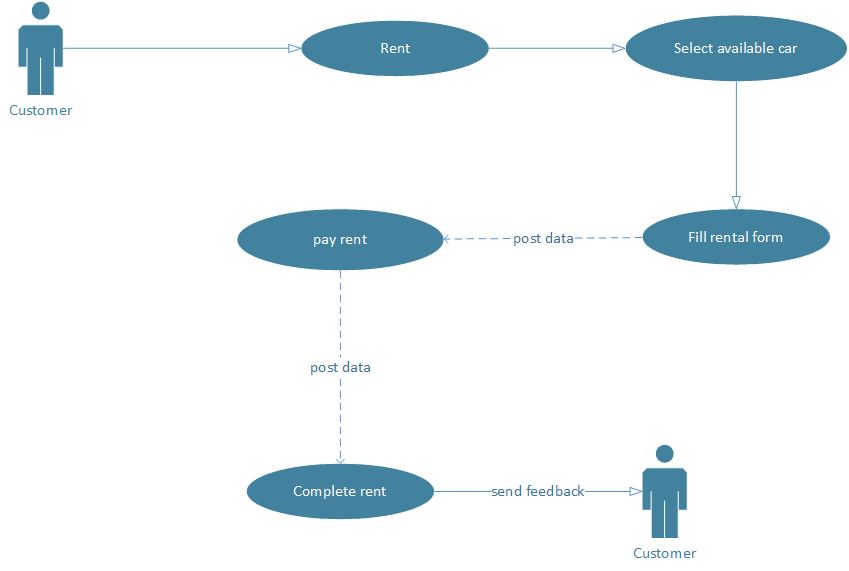 Rent
Select available car
Customer
pay rent
post data
Fill rental form
post data
Complete rent
send feedback
Customer